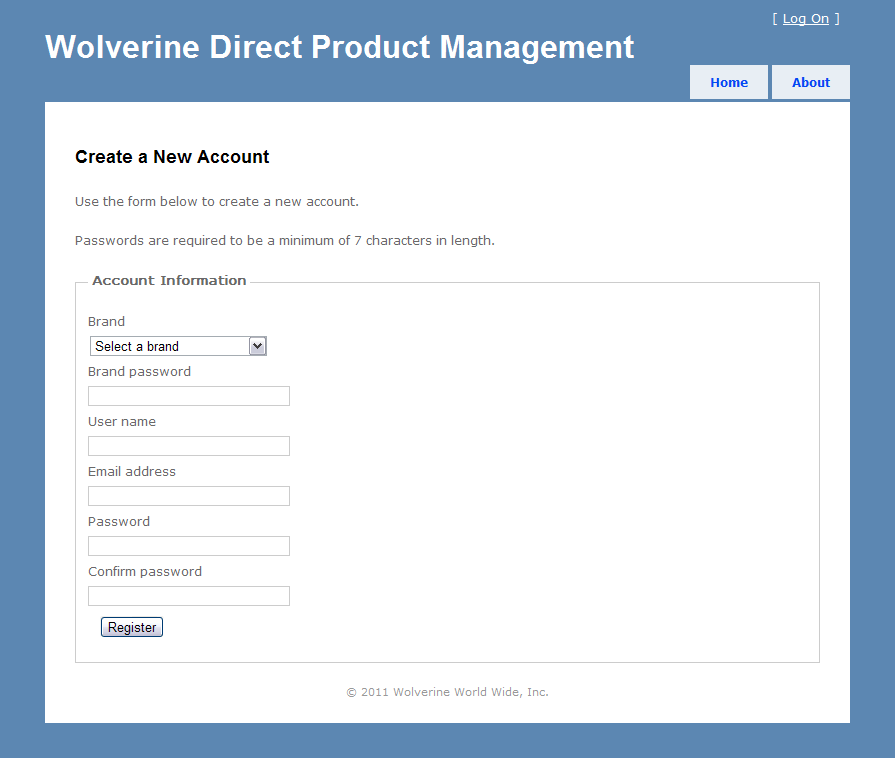 [ Log On ]
Wolverine Direct Product Management
Home About
Create a New Account
Use the form below to create a new account.
Passwords are required to be a minimum of 7 characters in length.
Account Information
Brand
Select a brand
Brand password
User name
Email address
Password
Confirm password
Register
© 2011 Wolverine World Wide, Inc.